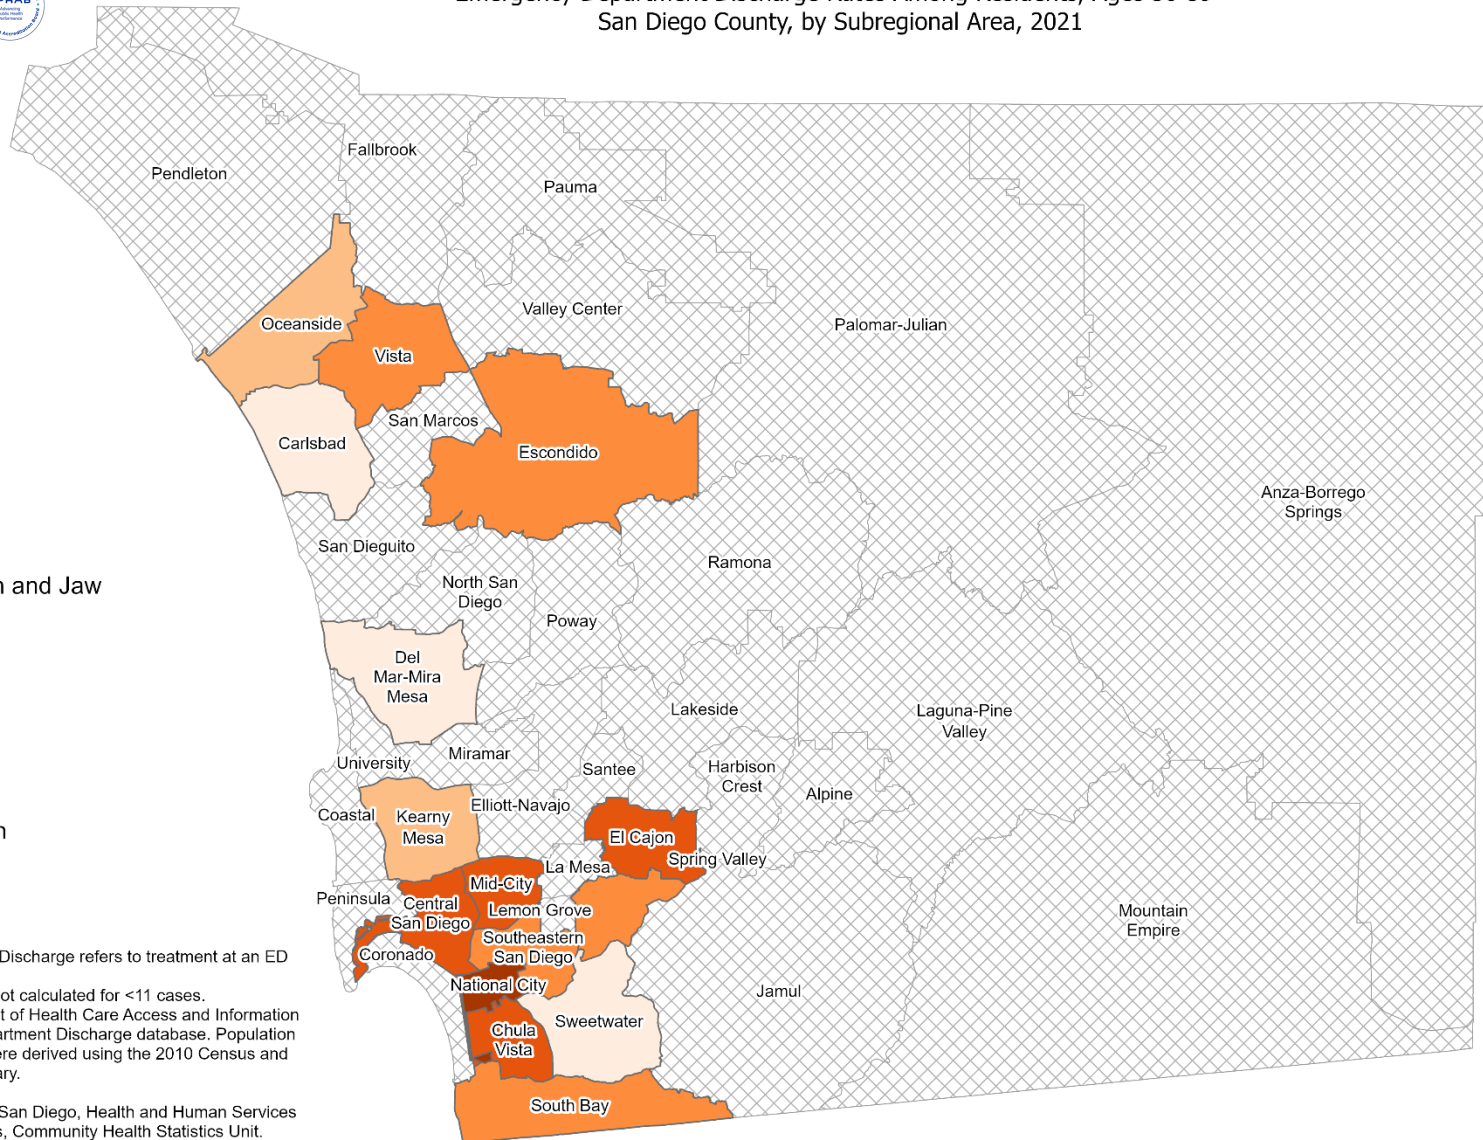 San Diego County, by Subregional Area, 2021
Fallbrook
Pendleton
Pauma
Valley Center
Oceanside
Palomar-Julian
Vista
San Marcos
Carlsbad
Escondido
Anza-Borrego
Springs
San Dieguito
Ramona
and Jaw
North San
Diego
Poway
Del
Mar-Mira
Mesa
Lakeside
Laguna-Pine
Valley
Miramar
University
Santee
Harbison
Crest
Alpine
Elliott-Navajo
Coastal
Kearny
Mesa
El Cajon
Spring Valley
La Mesa
Mid-City
Peninsula
Central
San Diego
Lemon Grove
Mountain
Empire
Southeastern
San Diego
Coronado
Discharge refers to treatment at an ED
National City
Jamul
ot calculated for <11 cases.
t of Health Care Access and Information
Sweetwater
artment Discharge database. Population
Chula
Vista
ere derived using the 2010 Census and
ary.
South Bay
San Diego, Health and Human Services
s, Community Health Statistics Unit.